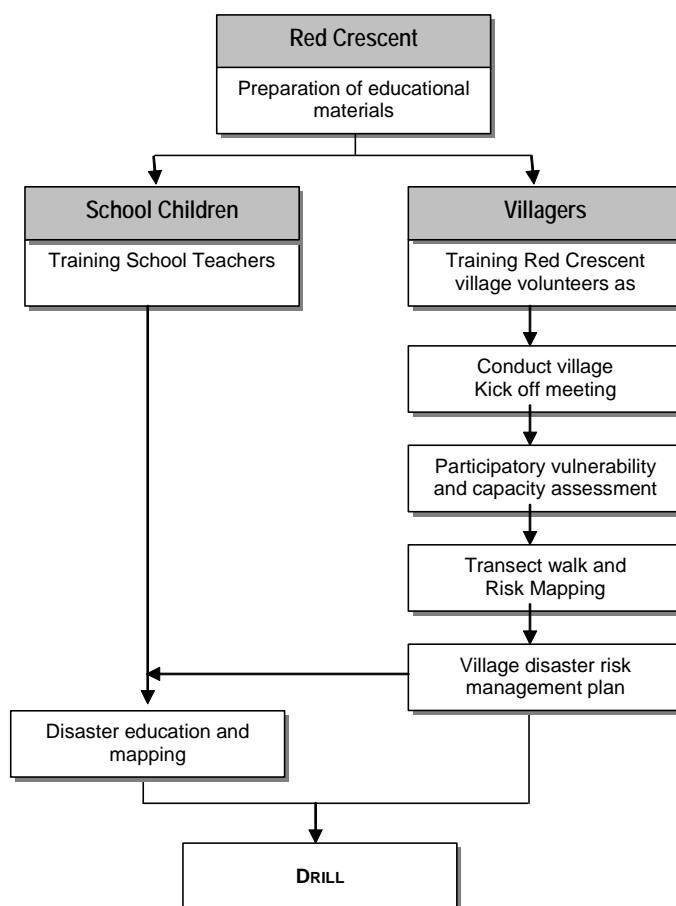 Red Crescent
Preparation of educational
materials
School Children
Training School Teachers
Villagers
Training Red Crescent
village volunteers as
Conduct village
Kick off meeting
Participatory vulnerability
and capacity assessment
Transect walk and
Risk Mapping
Village disaster risk
management plan
Disaster education and
mapping
DRILL